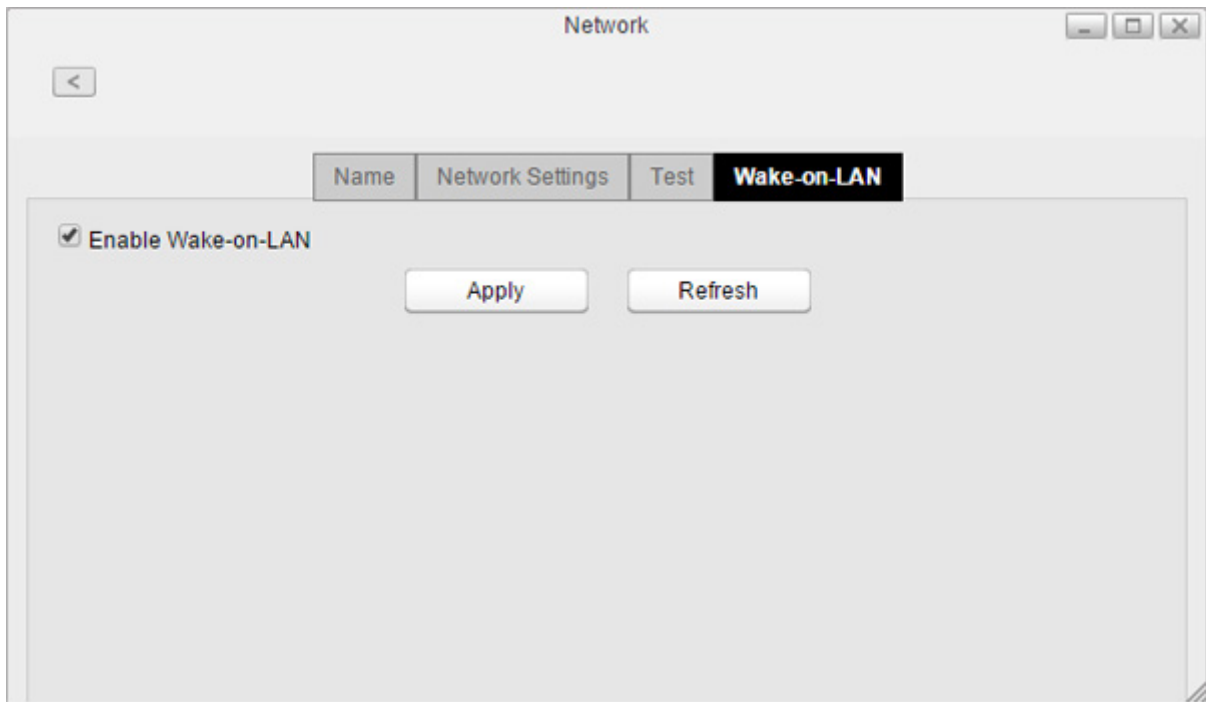 Network
<
Name Network Settings Test Wake-on-LAN
Enable Wake-on-LAN
Apply Refresh